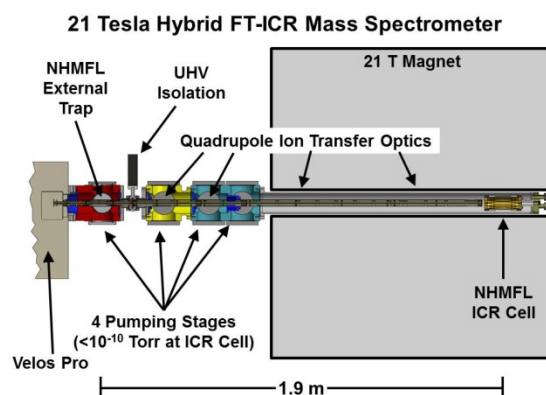 21 Tesla Hybrid FT-ICR Mass Spectrometer
NHMFL
External
Trap
UHV
Isolation
21 T Magnet
Quadrupole Ion Transfer Optics
4 Pumping Stages
(<10⁻¹⁰ Torr at ICR Cell)
NHMFL
ICR Cell
Velos Pro
1.9 m